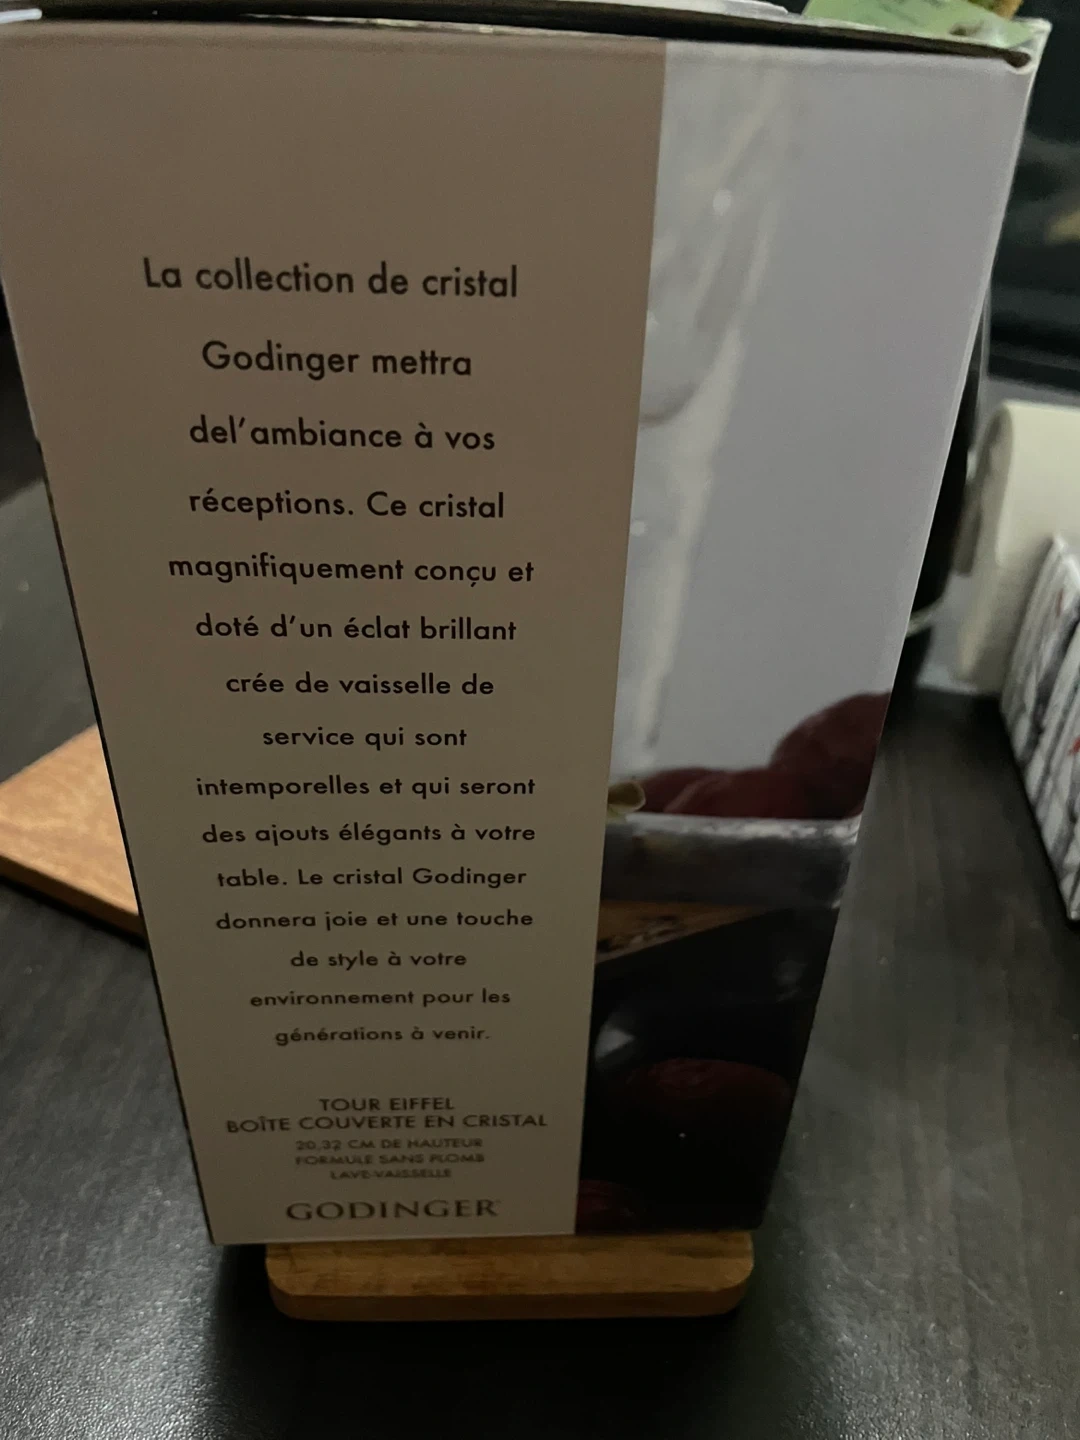 La collection de cristal
Godinger mettra
del'ambiance à vos
réceptions. Ce cristal
magnifiquement conçu et
doté d'un éclat brillant
crée de vaisselle de
service qui sont
intemporelles et qui seront
des ajouts élégants à votre
table. Le cristal Godinger
donnera joie et une touche
de style à votre
environnement pour les
générations à venir.
TOUR EIFFEL
BOÎTE COUVERTE EN CRISTAL
20,32 CM DE HAUTEUR
FORMULE SANS PLOMB
LAVE-VAISSELLE
GODINGER